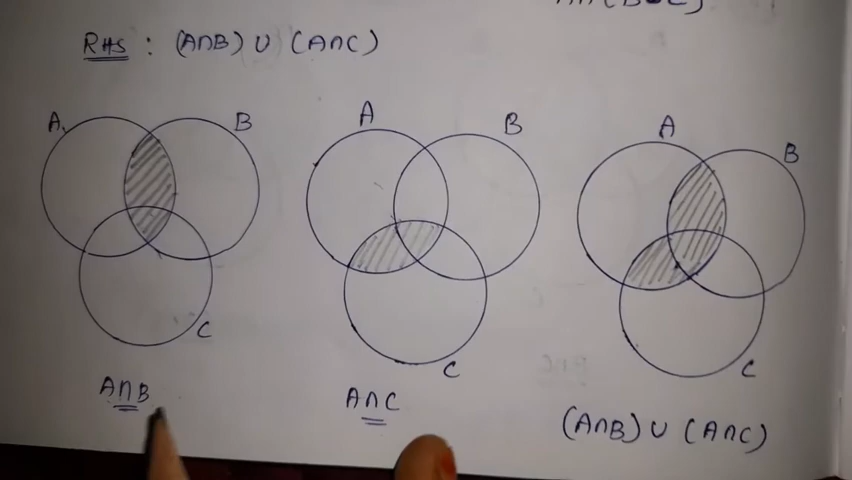 A∩(B∪C)
RHS : (A∩B) ∪ (A∩C)
A B C
A B C
A B C
A∩B
A∩C
(A∩B) ∪ (A∩C)